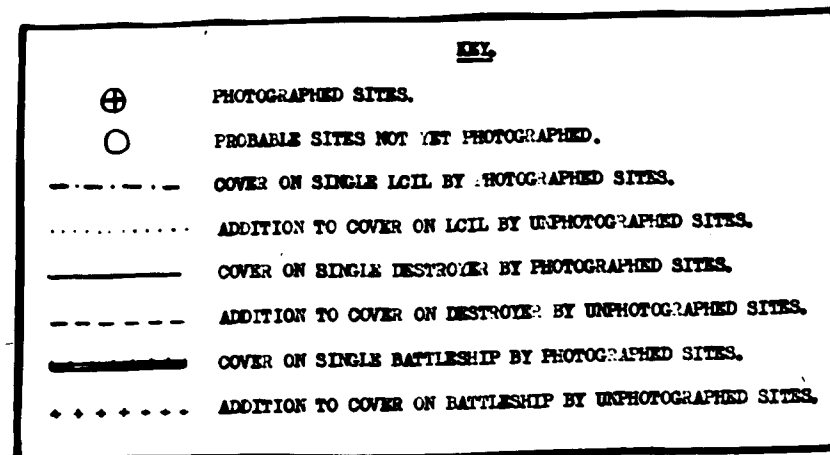 KEY.
PHOTOGRAPHED SITES.
PROBABLE SITES NOT YET PHOTOGRAPHED.
COVER ON SINGLE LCIL BY PHOTOGRAPHED SITES.
ADDITION TO COVER ON LCIL BY UNPHOTOGRAPHED SITES.
COVER ON SINGLE DESTROYER BY PHOTOGRAPHED SITES.
ADDITION TO COVER ON DESTROYER BY UNPHOTOGRAPHED SITES.
COVER ON SINGLE BATTLESHIP BY PHOTOGRAPHED SITES.
ADDITION TO COVER ON BATTLESHIP BY UNPHOTOGRAPHED SITES.